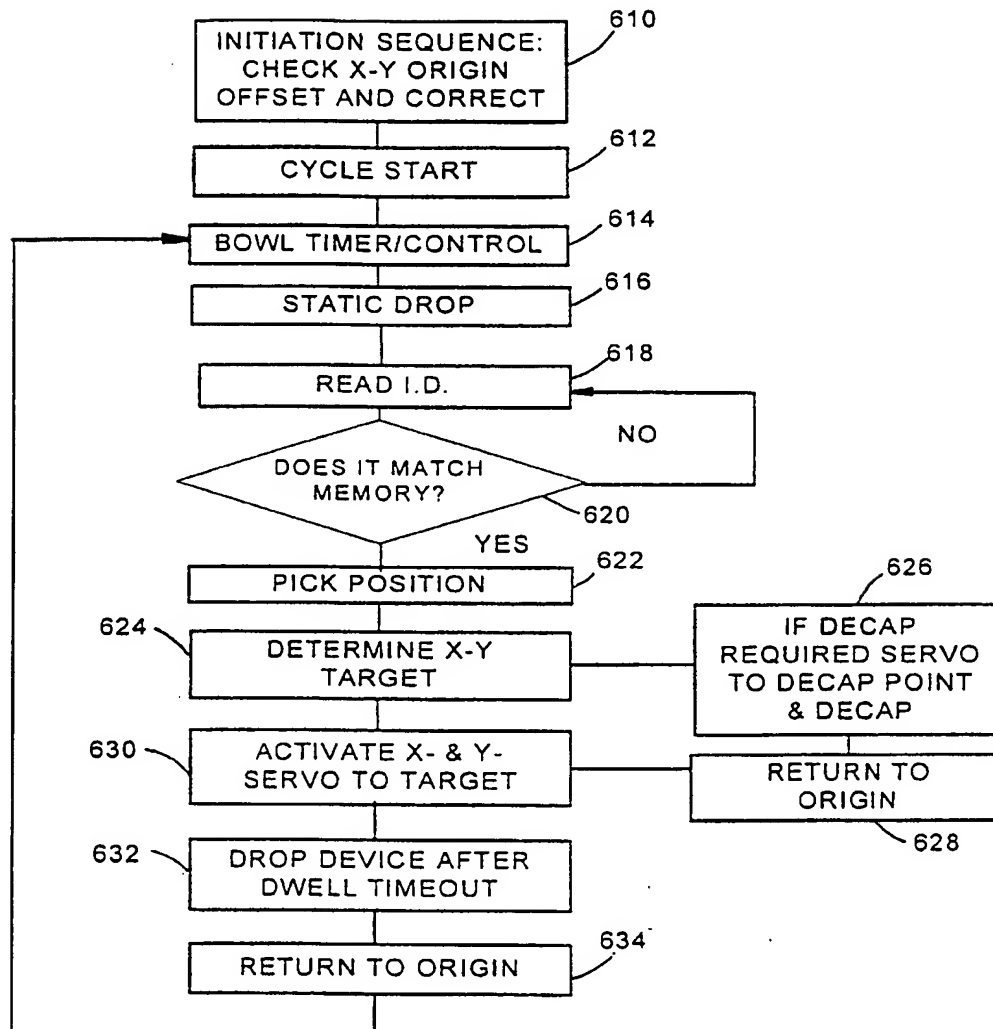 610
INITIATION SEQUENCE:
CHECK X-Y ORIGIN
OFFSET AND CORRECT
612
CYCLE START
614
BOWL TIMER/CONTROL
616
STATIC DROP
618
READ I.D.
NO
DOES IT MATCH
MEMORY?
620
YES
622
PICK POSITION
624
DETERMINE X-Y
TARGET
626
IF DECAP
REQUIRED SERVO
TO DECAP POINT
& DECAP
630
ACTIVATE X- & Y-
SERVO TO TARGET
RETURN TO
ORIGIN
628
632
DROP DEVICE AFTER
DWELL TIMEOUT
634
RETURN TO ORIGIN